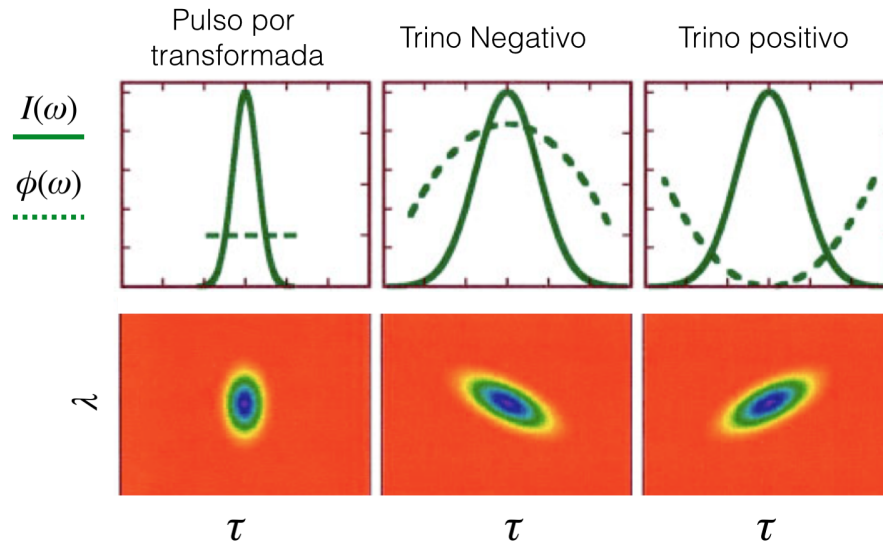 Pulso por
transformada
Trino Negativo
Trino positivo
I(ω)
ϕ(ω)
λ
τ
τ
τ